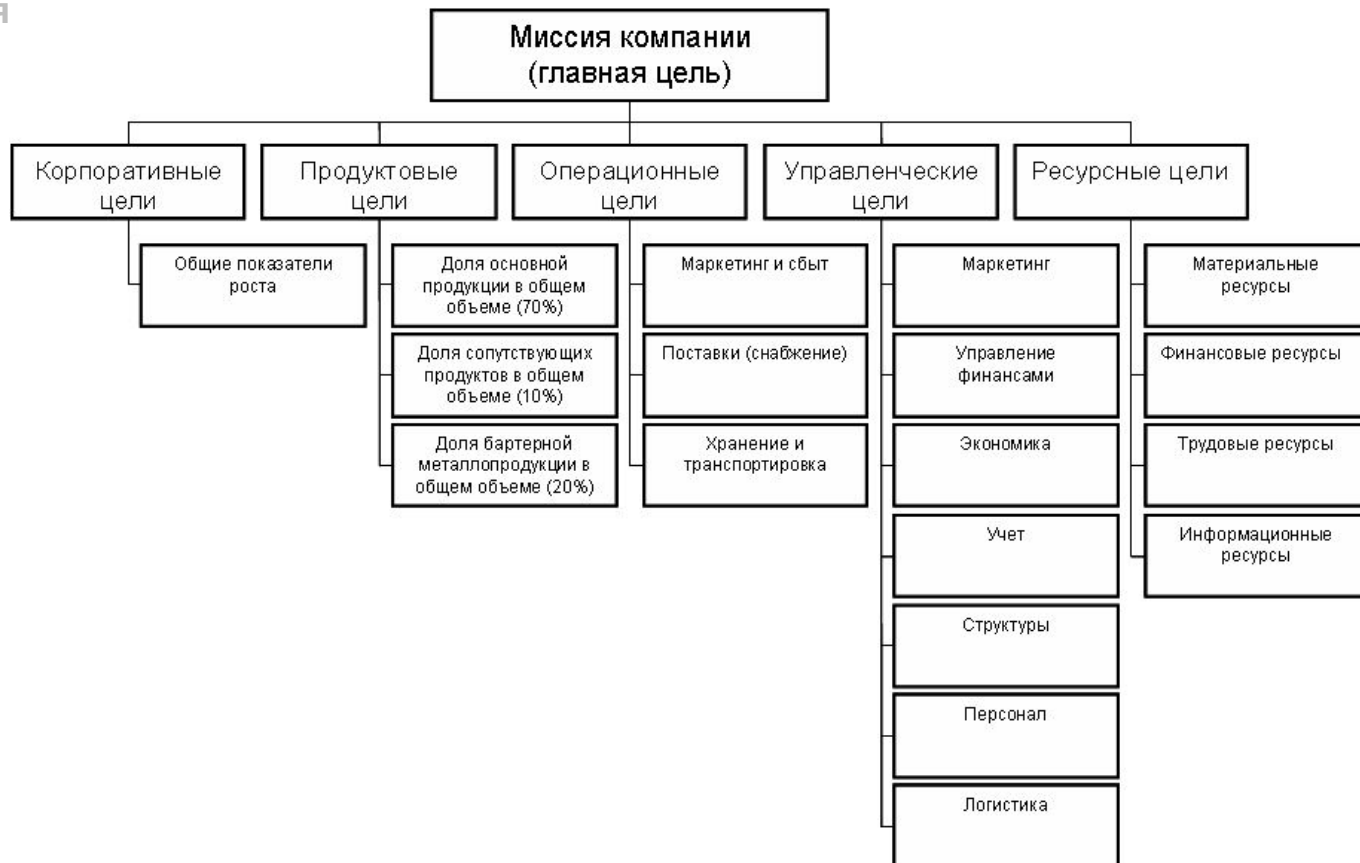 я
Миссия компании
(главная цель)
Корпоративные
цели
Продуктовые
цели
Операционные
цели
Управленческие
цели
Ресурсные цели
Общие показатели
роста
Доля основной
продукции в общем
объеме (70%)
Доля сопутствующих
продуктов в общем
объеме (10%)
Доля бартерной
металлопродукции в
общем объеме (20%)
Маркетинг и сбыт
Поставки (снабжение)
Хранение и
транспортировка
Маркетинг
Управление
финансами
Экономика
Учет
Структуры
Персонал
Логистика
Материальные
ресурсы
Финансовые ресурсы
Трудовые ресурсы
Информационные
ресурсы